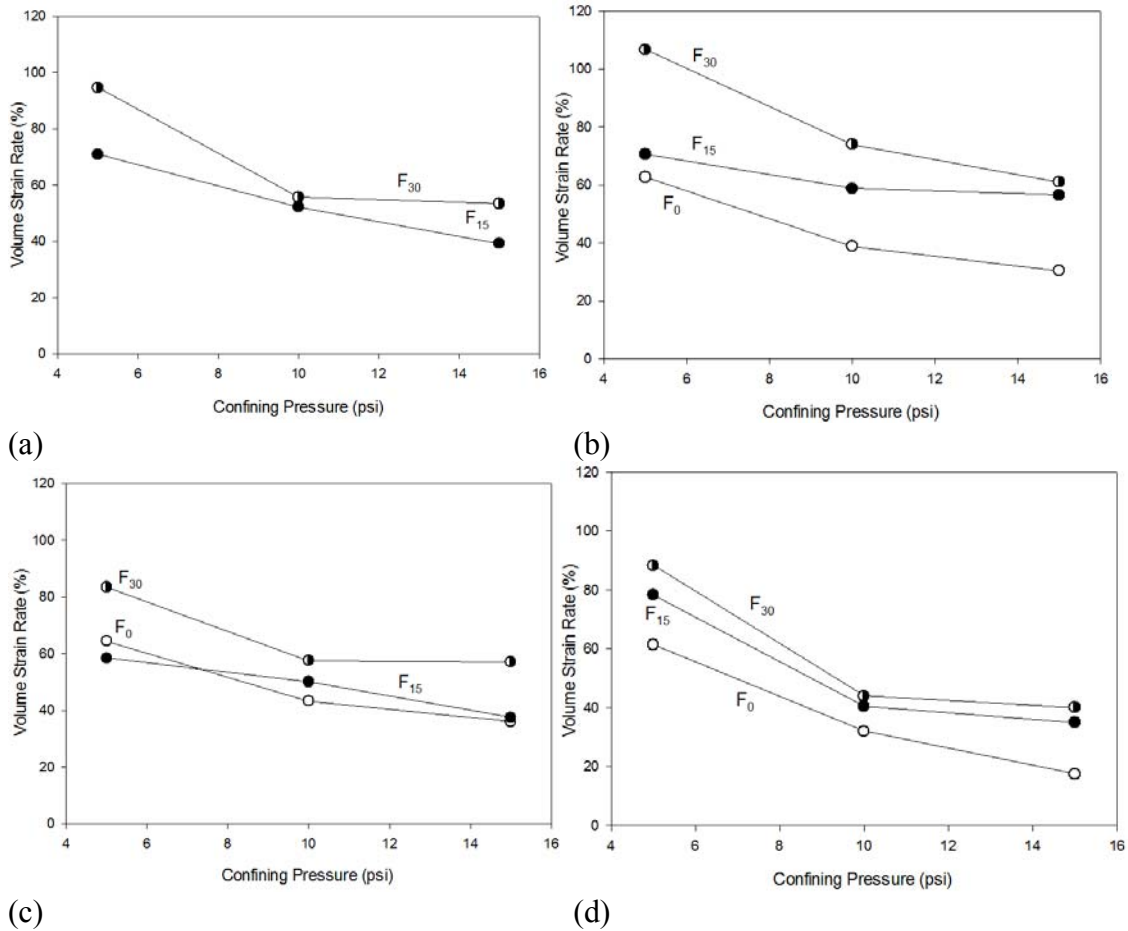 120
100
80
60
40
20
0
Volume Strain Rate (%)
F30
F15
4 6 8 10 12 14 16
Confining Pressure (psi)
(a)
120
100
80
60
40
20
0
Volume Strain Rate (%)
F30
F15
F0
4 6 8 10 12 14 16
Confining Pressure (psi)
(b)
120
100
80
60
40
20
0
Volume Strain Rate (%)
F30
F0
F15
4 6 8 10 12 14 16
Confining Pressure (psi)
(c)
120
100
80
60
40
20
0
Volume Strain Rate (%)
F30
F15
F0
4 6 8 10 12 14 16
Confining Pressure (psi)
(d)